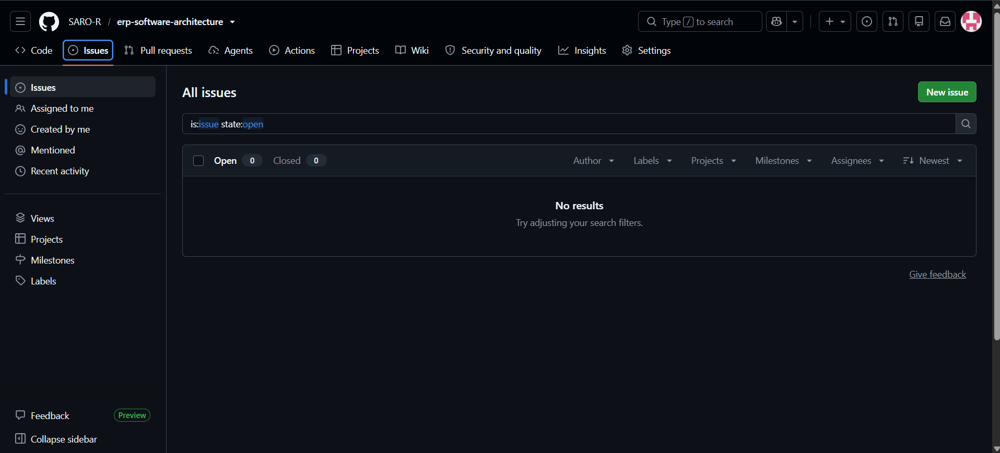 SARO-R / erp-software-architecture
Type / to search
Code Issues Pull requests Agents Actions Projects Wiki Security and quality Insights Settings
Issues
Assigned to me
Created by me
Mentioned
Recent activity
Views
Projects
Milestones
Labels
Feedback Preview
Collapse sidebar
All issues
New issue
is:issue state:open
Open 0 Closed 0 Author Labels Projects Milestones Assignees Newest
No results
Try adjusting your search filters.
Give feedback